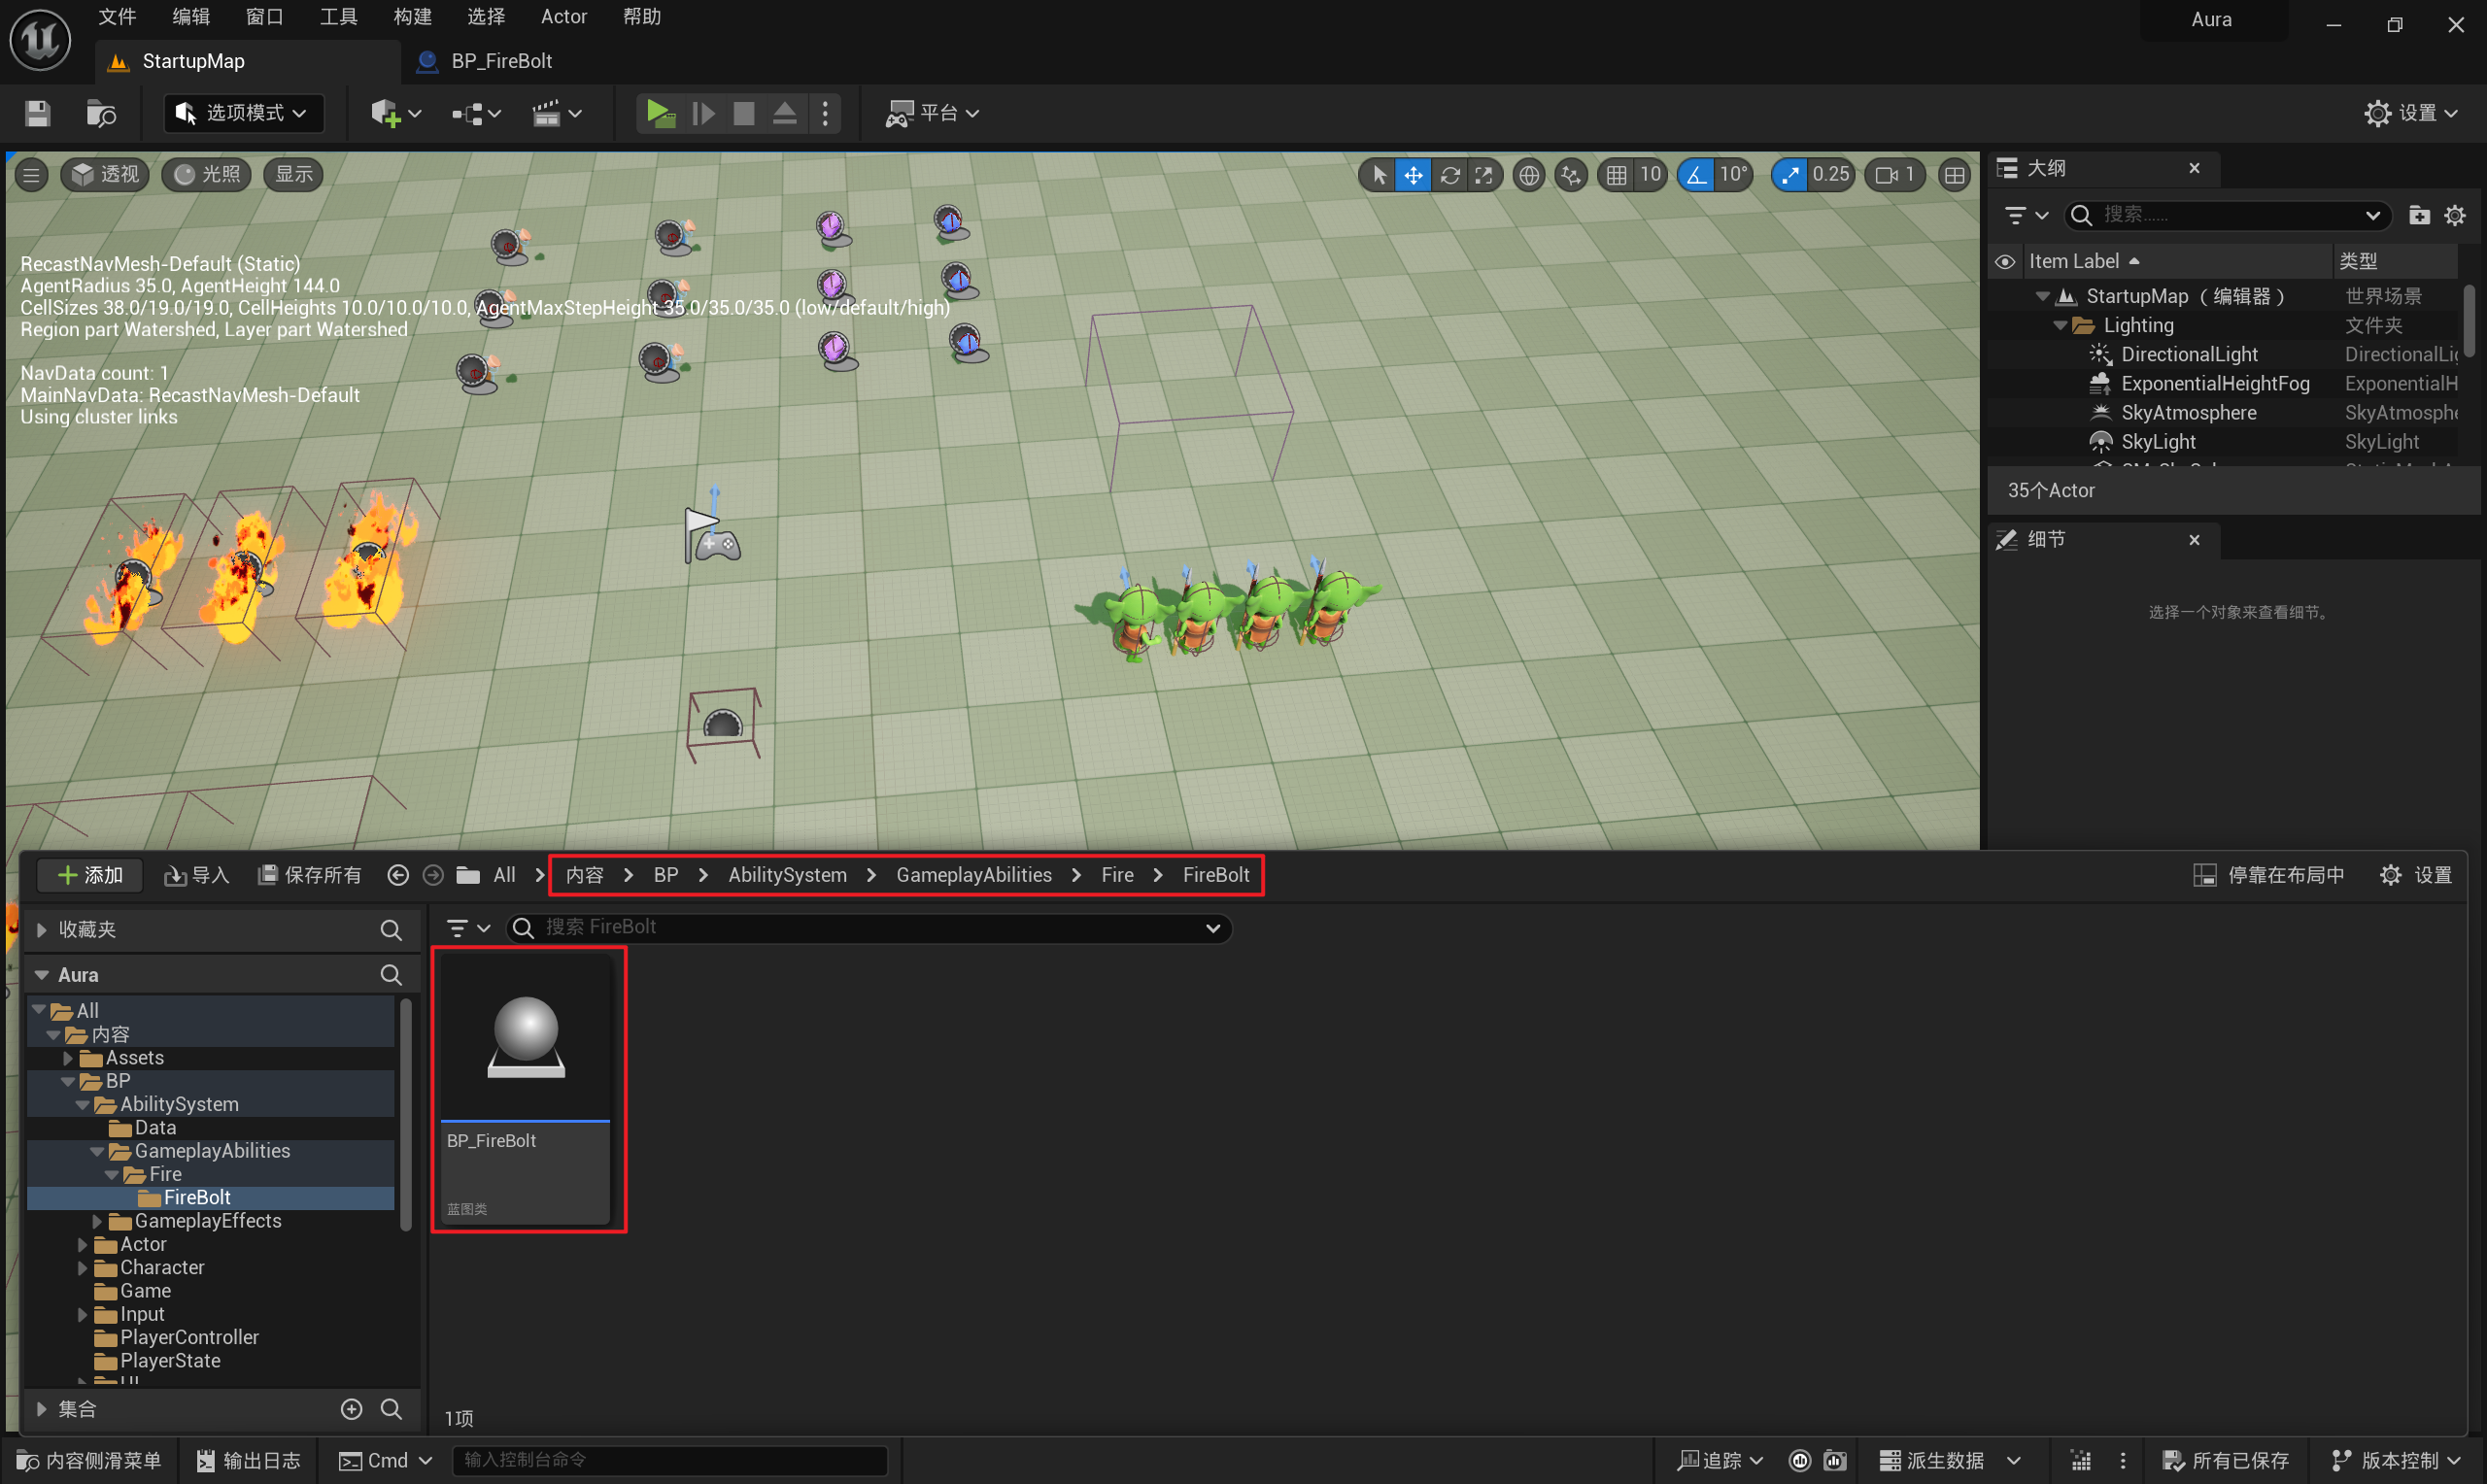 文件 编辑 窗口 工具 构建 选择 Actor 帮助 Aura
StartupMap BP_FireBolt
选项模式 平台 设置
透视 光照 显示 10 10° 0.25 1
RecastNavMesh-Default (Static)
AgentRadius 35.0, AgentHeight 144.0
CellSizes 38.0/19.0/19.0, CellHeights 10.0/10.0/10.0, AgentMaxStepHeight 35.0/35.0/35.0 (low/default/high)
Region part Watershed, Layer part Watershed
NavData count: 1
MainNavData: RecastNavMesh-Default
Using cluster links
大纲
搜索......
Item Label 类型
StartupMap（编辑器） 世界场景
Lighting 文件夹
DirectionalLight DirectionalLig
ExponentialHeightFog ExponentialH
SkyAtmosphere SkyAtmosphe
SkyLight SkyLight
35个Actor
细节
选择一个对象来查看细节。
添加 导入 保存所有 All 内容 BP AbilitySystem GameplayAbilities Fire FireBolt 停靠在布局中 设置
收藏夹
搜索 FireBolt
Aura
All
内容
Assets
BP
AbilitySystem
Data
GameplayAbilities
Fire
FireBolt
GameplayEffects
Actor
Character
Game
Input
PlayerController
PlayerState
集合
BP_FireBolt
蓝图类
1项
内容侧滑菜单 输出日志 Cmd 输入控制台命令 追踪 派生数据 所有已保存 版本控制